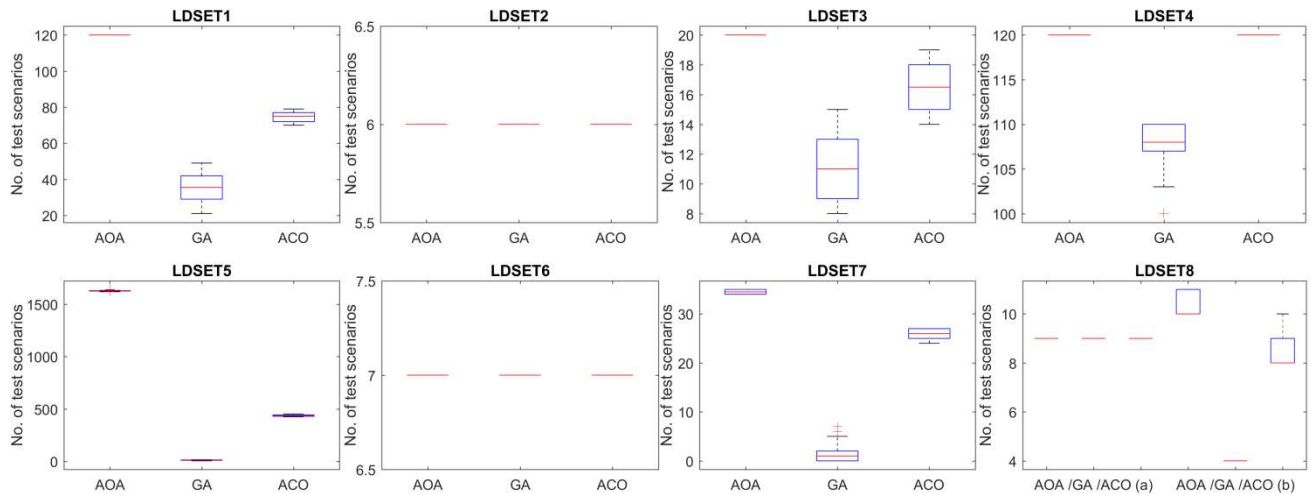 LDSET1
No. of test scenarios
120
100
80
60
40
20
AOA GA ACO
LDSET2
No. of test scenarios
6.5
6
5.5
AOA GA ACO
LDSET3
No. of test scenarios
20
18
16
14
12
10
8
AOA GA ACO
LDSET4
No. of test scenarios
120
115
110
105
100
AOA GA ACO
LDSET5
No. of test scenarios
1500
1000
500
0
AOA GA ACO
LDSET6
No. of test scenarios
7.5
7
6.5
AOA GA ACO
LDSET7
No. of test scenarios
30
20
10
0
AOA GA ACO
LDSET8
No. of test scenarios
10
8
6
4
AOA /GA /ACO (a) AOA /GA /ACO (b)